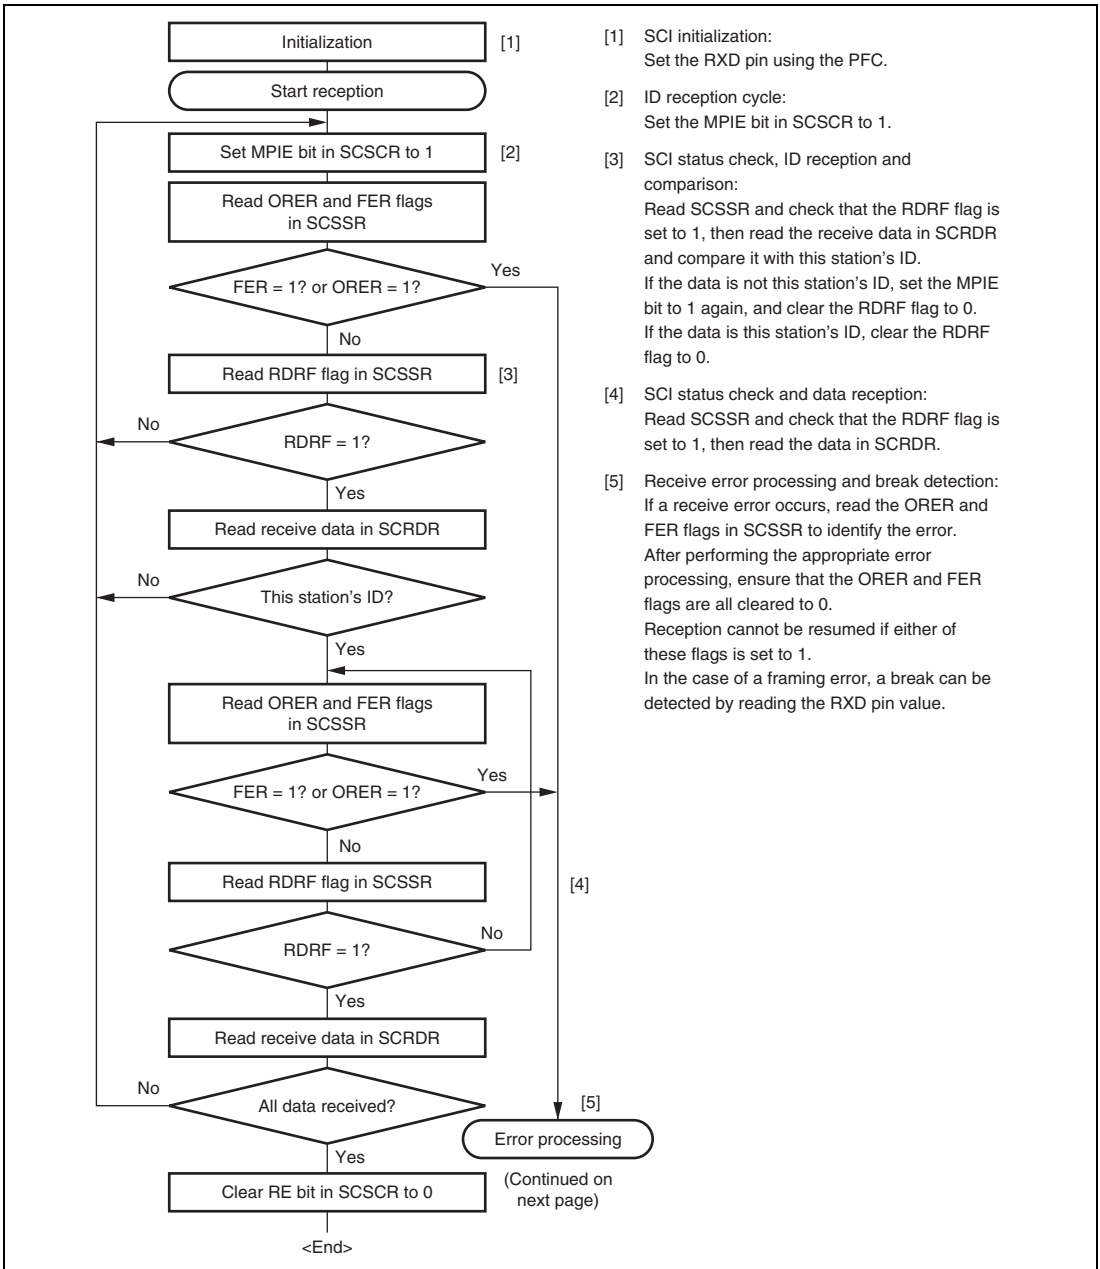 Initialization
[1]
Start reception
Set MPIE bit in SCSCR to 1
[2]
Read ORER and FER flags
in SCSSR
FER = 1? or ORER = 1?
Yes
No
Read RDRF flag in SCSSR
[3]
No
RDRF = 1?
Yes
Read receive data in SCRDR
No
This station's ID?
Yes
Read ORER and FER flags
in SCSSR
FER = 1? or ORER = 1?
Yes
No
Read RDRF flag in SCSSR
[4]
RDRF = 1?
No
Yes
Read receive data in SCRDR
No
All data received?
[5]
Error processing
Yes
(Continued on
next page)
Clear RE bit in SCSCR to 0
<End>
[1] SCI initialization:
Set the RXD pin using the PFC.
[2] ID reception cycle:
Set the MPIE bit in SCSCR to 1.
[3] SCI status check, ID reception and
comparison:
Read SCSSR and check that the RDRF flag is
set to 1, then read the receive data in SCRDR
and compare it with this station's ID.
If the data is not this station's ID, set the MPIE
bit to 1 again, and clear the RDRF flag to 0.
If the data is this station's ID, clear the RDRF
flag to 0.
[4] SCI status check and data reception:
Read SCSSR and check that the RDRF flag is
set to 1, then read the data in SCRDR.
[5] Receive error processing and break detection:
If a receive error occurs, read the ORER and
FER flags in SCSSR to identify the error.
After performing the appropriate error
processing, ensure that the ORER and FER
flags are all cleared to 0.
Reception cannot be resumed if either of
these flags is set to 1.
In the case of a framing error, a break can be
detected by reading the RXD pin value.